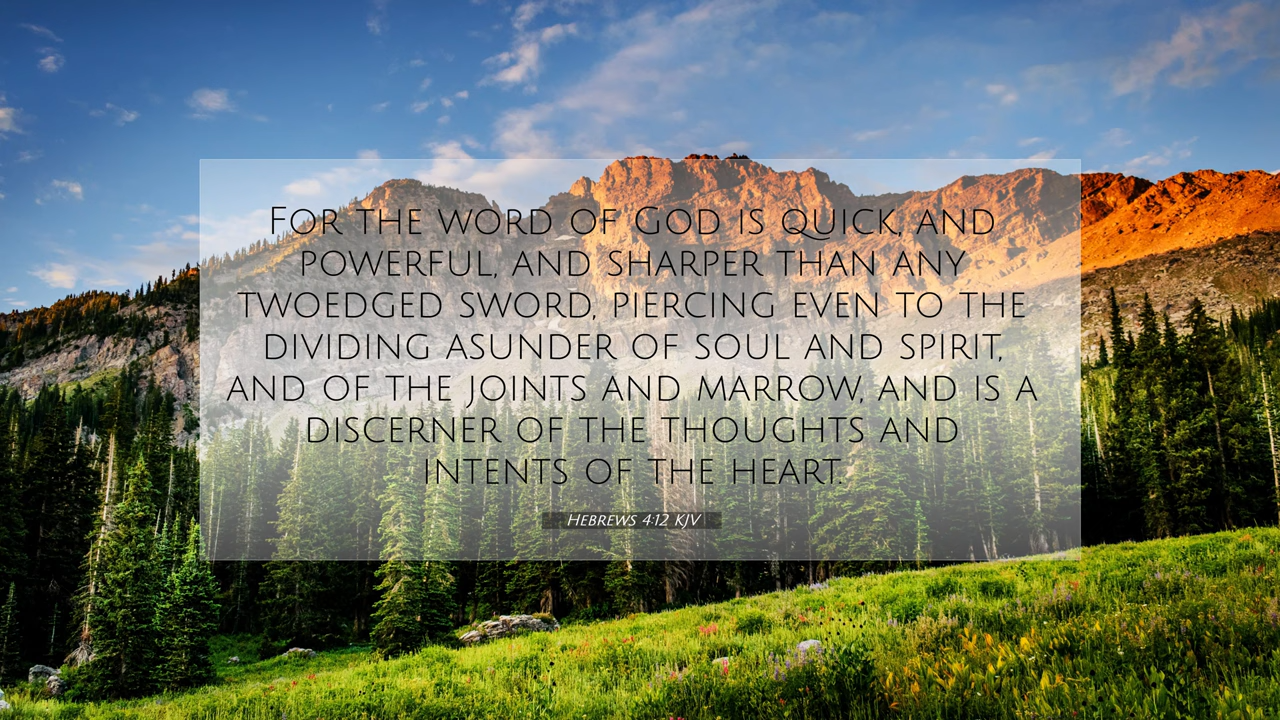 For the word of God is quick, and
powerful, and sharper than any
twoedged sword, piercing even to the
dividing asunder of soul and spirit,
and of the joints and marrow, and is a
discerner of the thoughts and
intents of the heart.
Hebrews 4:12 KJV